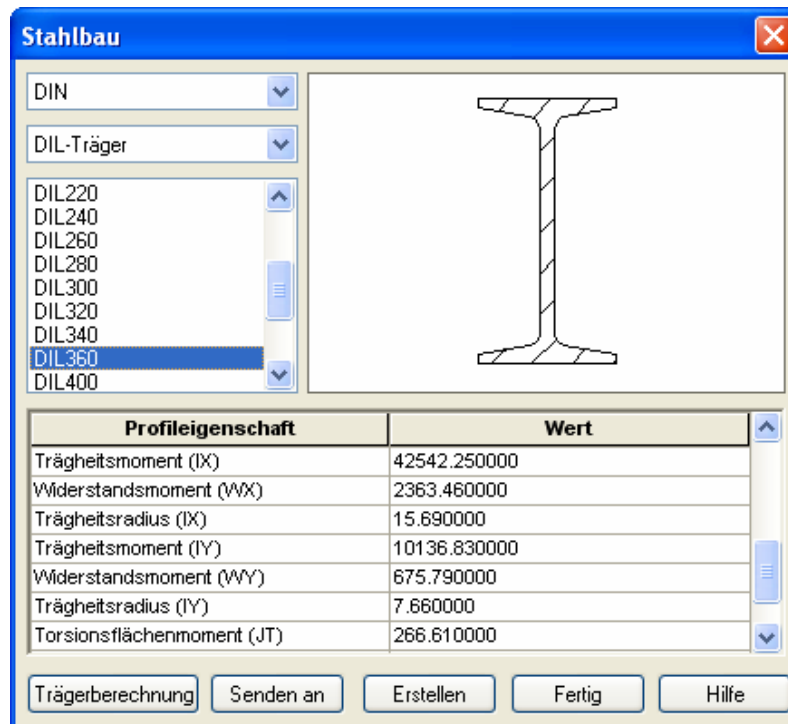 Stahlbau
DIN
DIL-Träger
DIL220
DIL240
DIL260
DIL280
DIL300
DIL320
DIL340
DIL360
DIL400
Profileigenschaft Wert
Trägheitsmoment (IX) 42542.250000
Widerstandsmoment (WX) 2363.460000
Trägheitsradius (IX) 15.690000
Trägheitsmoment (IY) 10136.830000
Widerstandsmoment (WY) 675.790000
Trägheitsradius (IY) 7.660000
Torsionsflächenmoment (JT) 266.610000
Trägerberechnung Senden an Erstellen Fertig Hilfe